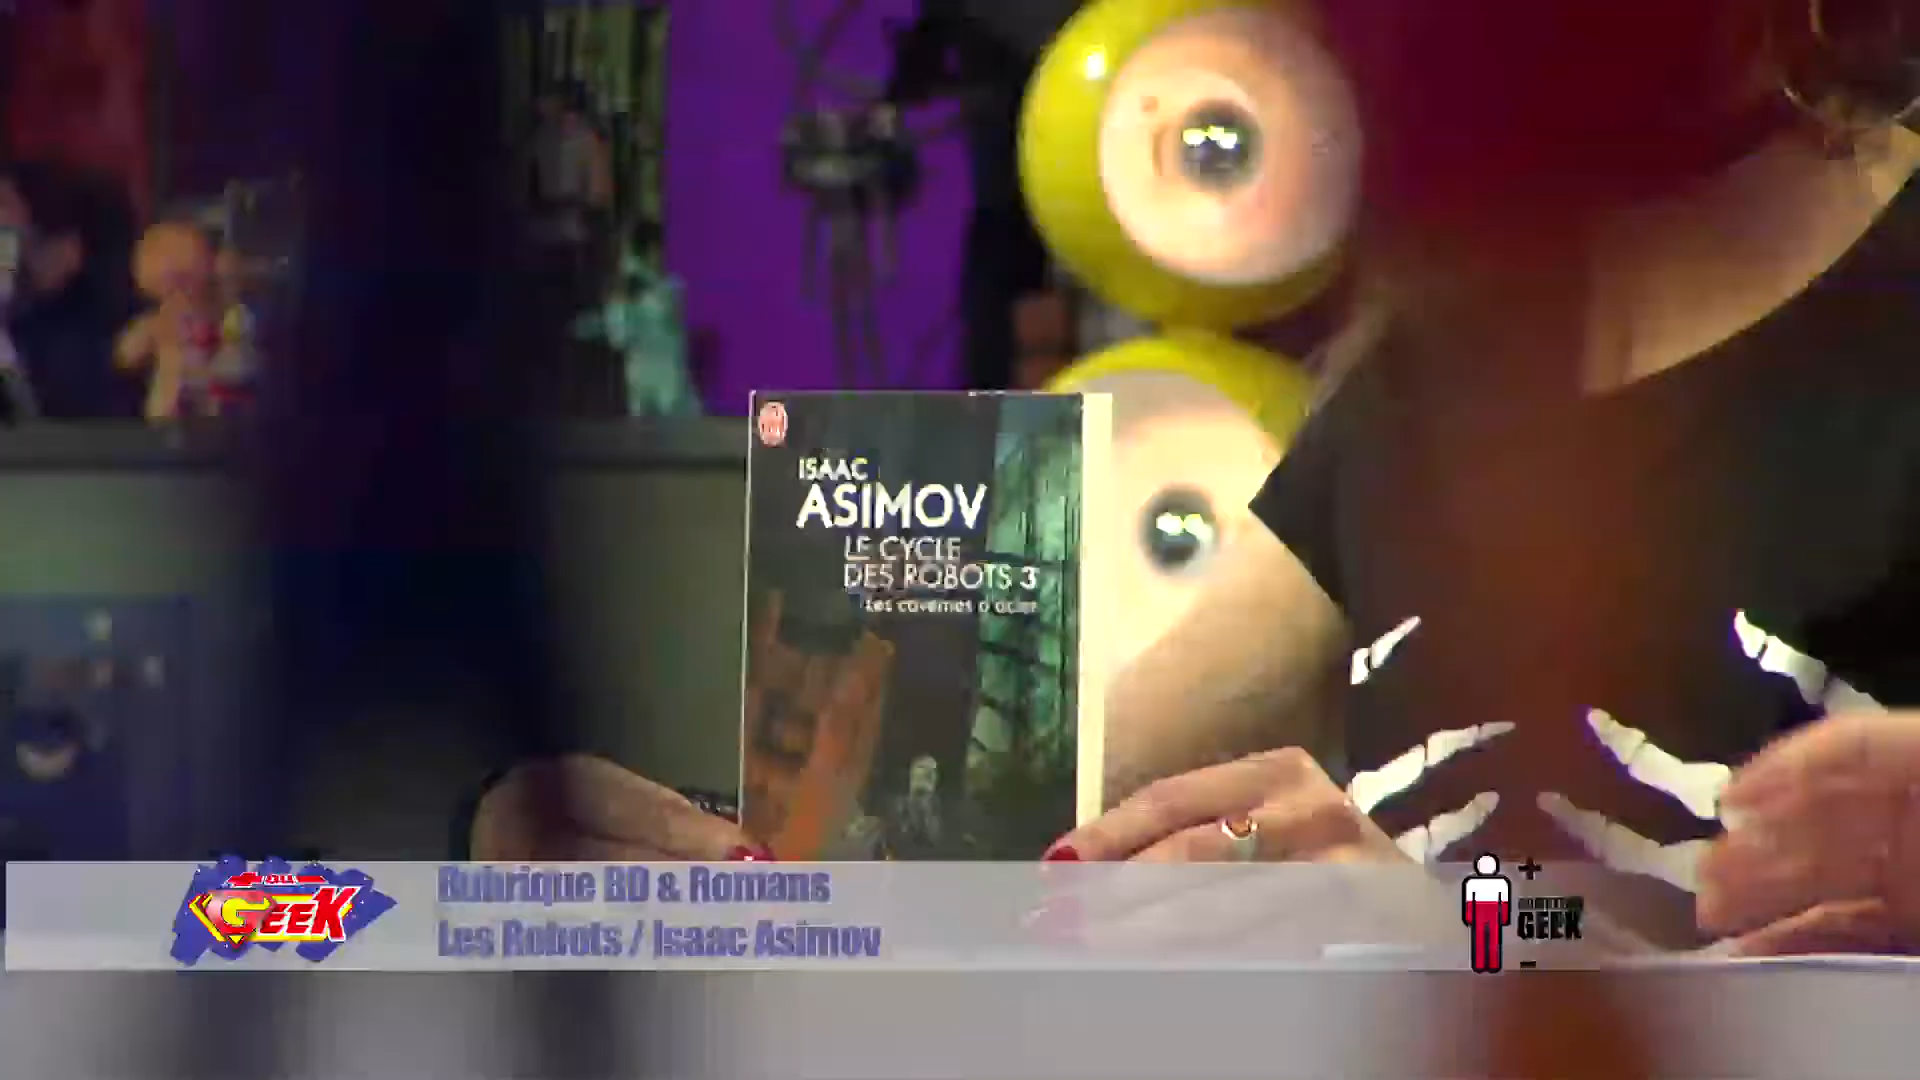 ISAAC
ASIMOV
LE CYCLE
DES ROBOTS 3
Les cavernes d'acier
au
GEEK
Rubrique BD & Romans
Les Robots / Isaac Asimov
+
GEEK
-